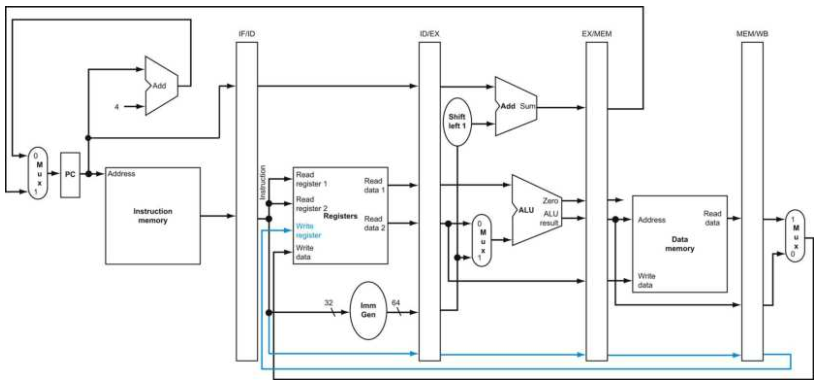 IF/ID
ID/EX
EX/MEM
MEM/WB
Add
4
Add Sum
Shift
left 1
0
M
u
x
1
PC
Address
Instruction
memory
Instruction
Read
register 1
Read
register 2
Write
register
Write
data
Registers
Read
data 1
Read
data 2
0
M
u
x
1
Zero
ALU
ALU
result
Address
Read
data
Data
memory
Write
data
1
M
u
x
0
32
Imm
Gen
64